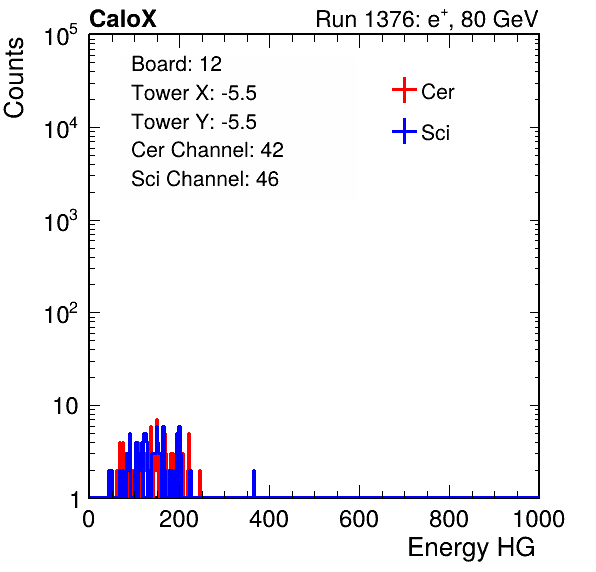 CaloX Run 1376: e⁺, 80 GeV
Counts
Board: 12
Tower X: -5.5
Tower Y: -5.5
Cer Channel: 42
Sci Channel: 46
Cer
Sci
10⁵
10⁴
10³
10²
10
1
0 200 400 600 800 1000
Energy HG